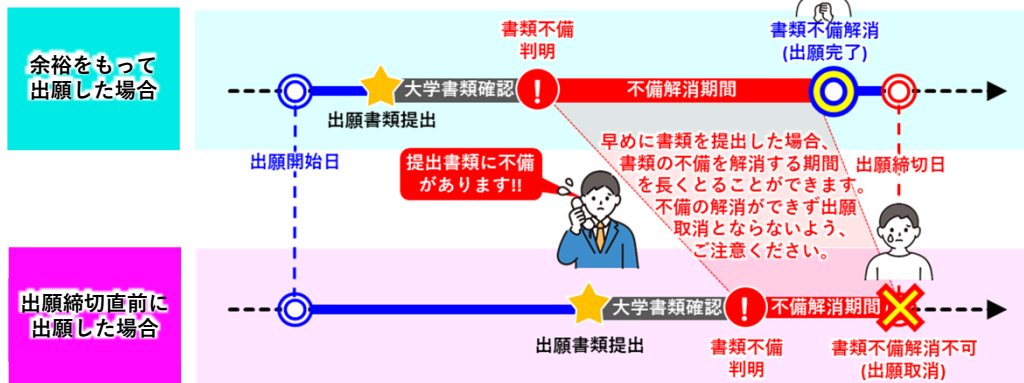 余裕をもって
出願した場合
書類不備
判明
書類不備解消
(出願完了)
大学書類確認
!
不備解消期間
出願書類提出
出願開始日
出願締切日
提出書類に不備
があります!!
早めに書類を提出した場合、
書類の不備を解消する期間
を長くとることができます。
不備の解消ができず出願
取消とならないよう、
ご注意ください。
出願締切直前に
出願した場合
大学書類確認
!
不備解消期間
出願書類提出
書類不備
判明
書類不備解消不可
(出願取消)